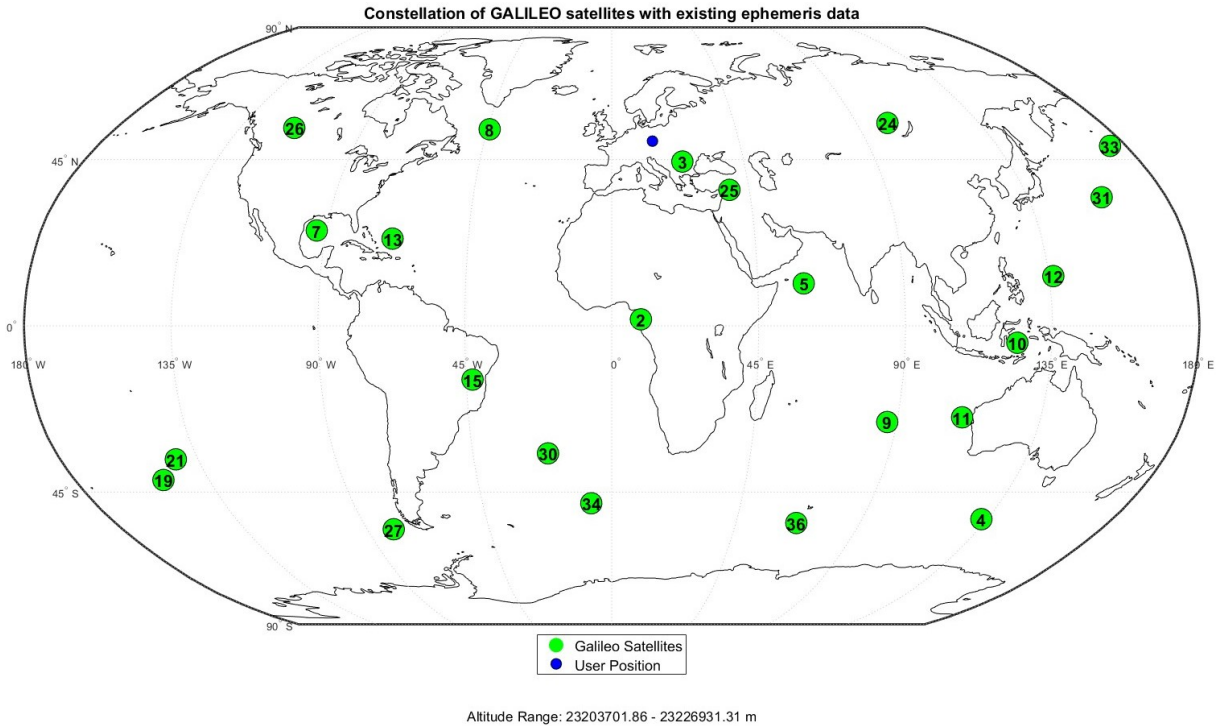 Constellation of GALILEO satellites with existing ephemeris data
90° N
26
8
24
3
33
45° N
25
31
7
13
5
12
2
0°
10
180° W
135° W
90° W
45° W
0°
45° E
90° E
135° E
180° E
15
9
11
30
21
19
45° S
34
36
4
27
90° S
Galileo Satellites
User Position
Altitude Range: 23203701.86 - 23226931.31 m